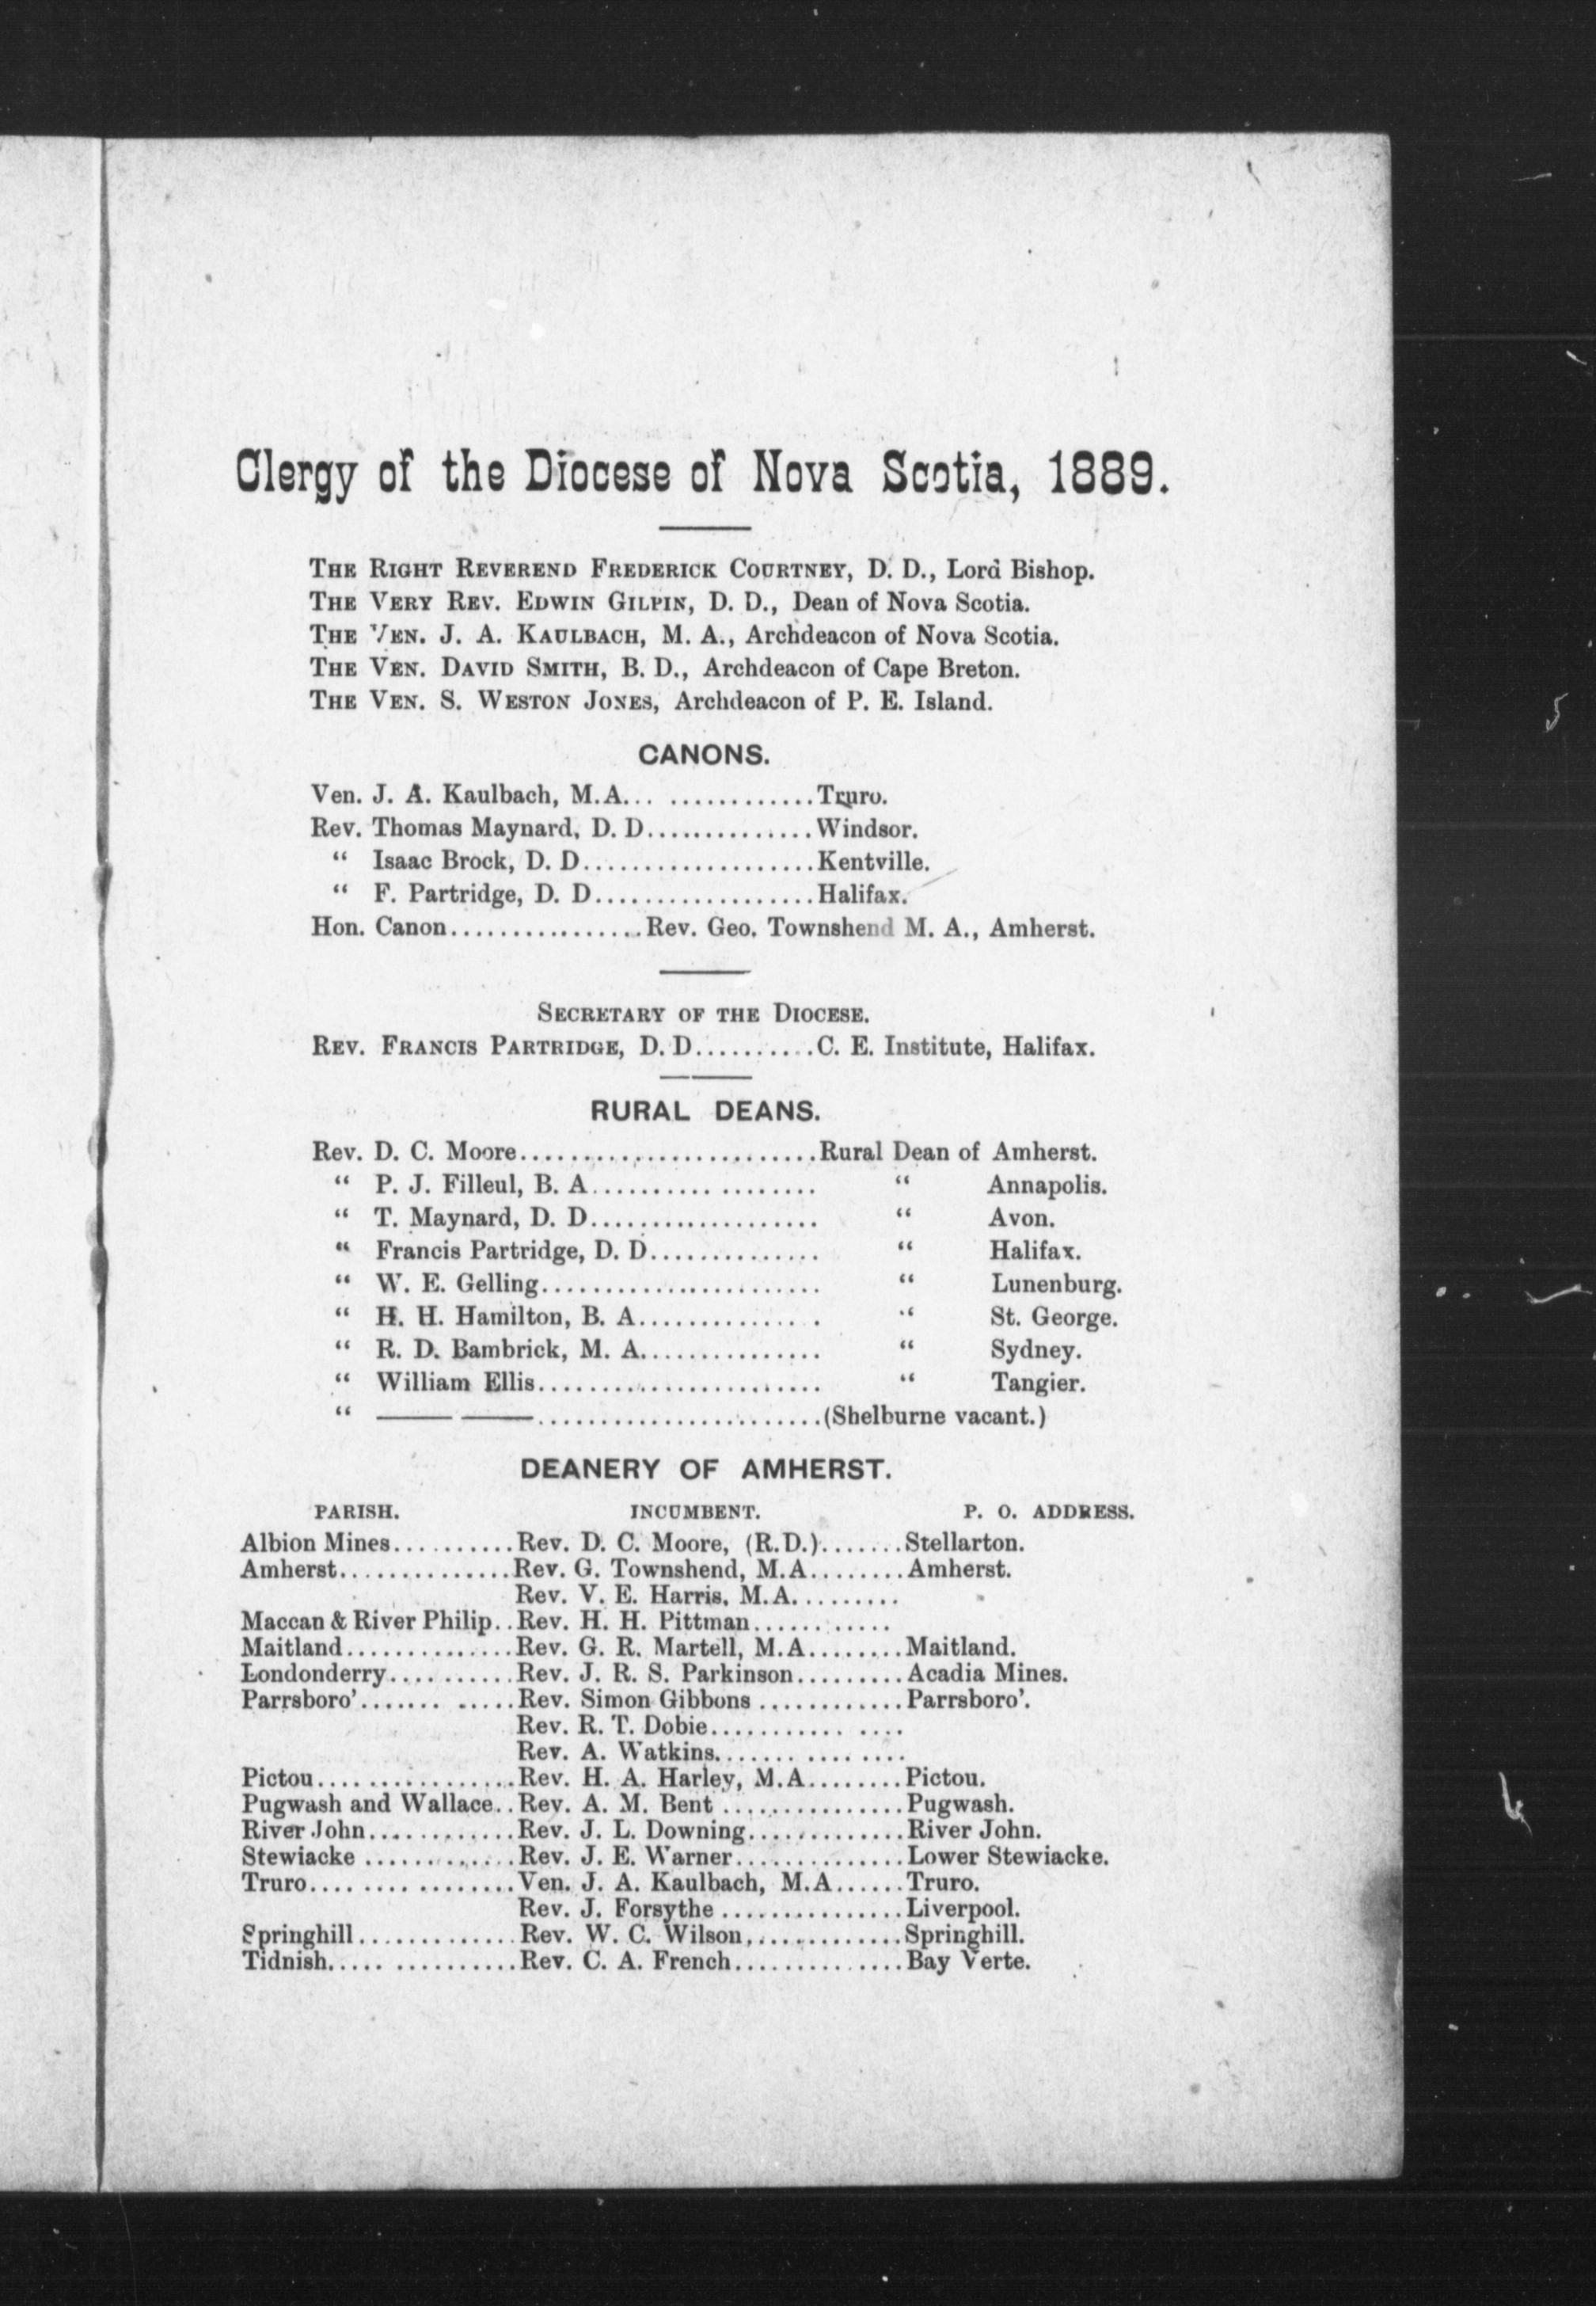 Clergy of the Diocese of Nova Scotia, 1889.
THE RIGHT REVEREND FREDERICK COURTNEY, D. D., Lord Bishop.
THE VERY REV. EDWIN GILPIN, D. D., Dean of Nova Scotia.
THE VEN. J. A. KAULBACH, M. A., Archdeacon of Nova Scotia.
THE VEN. DAVID SMITH, B. D., Archdeacon of Cape Breton.
THE VEN. S. WESTON JONES, Archdeacon of P. E. Island.
CANONS.
Ven. J. A. Kaulbach, M.A... ............Truro.
Rev. Thomas Maynard, D. D..............Windsor.
“ Isaac Brock, D. D...................Kentville.
“ F. Partridge, D. D..................Halifax.
Hon. Canon................Rev. Geo. Townshend M. A., Amherst.
SECRETARY OF THE DIOCESE.
REV. FRANCIS PARTRIDGE, D. D..........C. E. Institute, Halifax.
RURAL DEANS.
Rev. D. C. Moore.........................Rural Dean of Amherst.
“ P. J. Filleul, B. A................... “ Annapolis.
“ T. Maynard, D. D................... “ Avon.
“ Francis Partridge, D. D.............. “ Halifax.
“ W. E. Gelling....................... “ Lunenburg.
“ H. H. Hamilton, B. A............... “ St. George.
“ R. D. Bambrick, M. A............... “ Sydney.
“ William Ellis........................ “ Tangier.
“ —— ——........................(Shelburne vacant.)
DEANERY OF AMHERST.
PARISH. INCUMBENT. P. O. ADDRESS.
Albion Mines..........Rev. D. C. Moore, (R.D.).......Stellarton.
Amherst..............Rev. G. Townshend, M.A........Amherst.
Rev. V. E. Harris, M.A.........
Maccan & River Philip..Rev. H. H. Pittman............
Maitland..............Rev. G. R. Martell, M.A........Maitland.
Londonderry..........Rev. J. R. S. Parkinson.........Acadia Mines.
Parrsboro'....... .....Rev. Simon Gibbons ............Parrsboro'.
Rev. R. T. Dobie........... ....
Rev. A. Watkins....... ........
Pictou.................Rev. H. A. Harley, M.A........Pictou.
Pugwash and Wallace..Rev. A. M. Bent ...............Pugwash.
River John............Rev. J. L. Downing.............River John.
Stewiacke .............Rev. J. E. Warner..............Lower Stewiacke.
Truro.... .... ........Ven. J. A. Kaulbach, M.A......Truro.
Rev. J. Forsythe ...............Liverpool.
Springhill.............Rev. W. C. Wilson.............Springhill.
Tidnish..... ..........Rev. C. A. French..............Bay Verte.